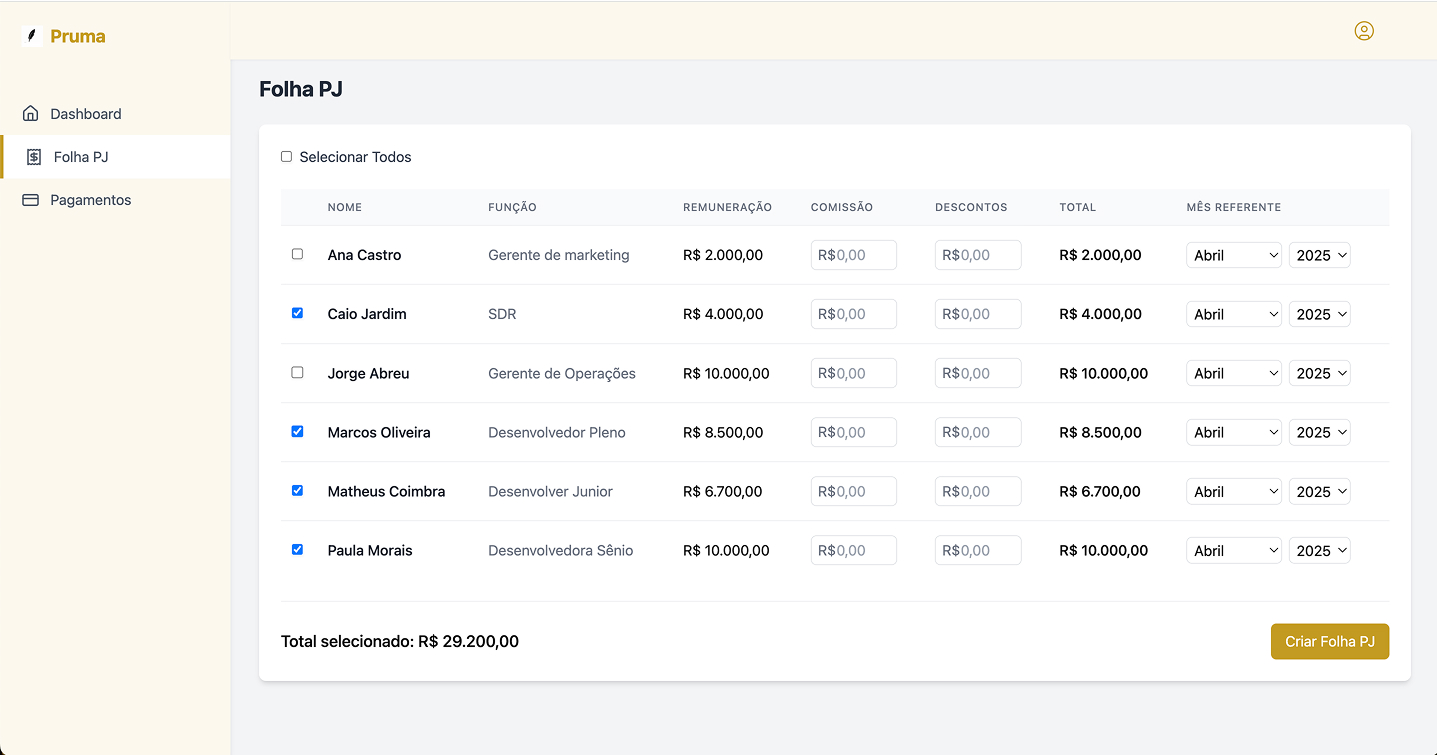 Pruma
Dashboard
Folha PJ
Pagamentos
Folha PJ
Selecionar Todos
NOME FUNÇÃO REMUNERAÇÃO COMISSÃO DESCONTOS TOTAL MÊS REFERENTE
Ana Castro Gerente de marketing R$ 2.000,00 R$0,00 R$0,00 R$ 2.000,00 Abril 2025
Caio Jardim SDR R$ 4.000,00 R$0,00 R$0,00 R$ 4.000,00 Abril 2025
Jorge Abreu Gerente de Operações R$ 10.000,00 R$0,00 R$0,00 R$ 10.000,00 Abril 2025
Marcos Oliveira Desenvolvedor Pleno R$ 8.500,00 R$0,00 R$0,00 R$ 8.500,00 Abril 2025
Matheus Coimbra Desenvolver Junior R$ 6.700,00 R$0,00 R$0,00 R$ 6.700,00 Abril 2025
Paula Morais Desenvolvedora Sênio R$ 10.000,00 R$0,00 R$0,00 R$ 10.000,00 Abril 2025
Total selecionado: R$ 29.200,00 Criar Folha PJ